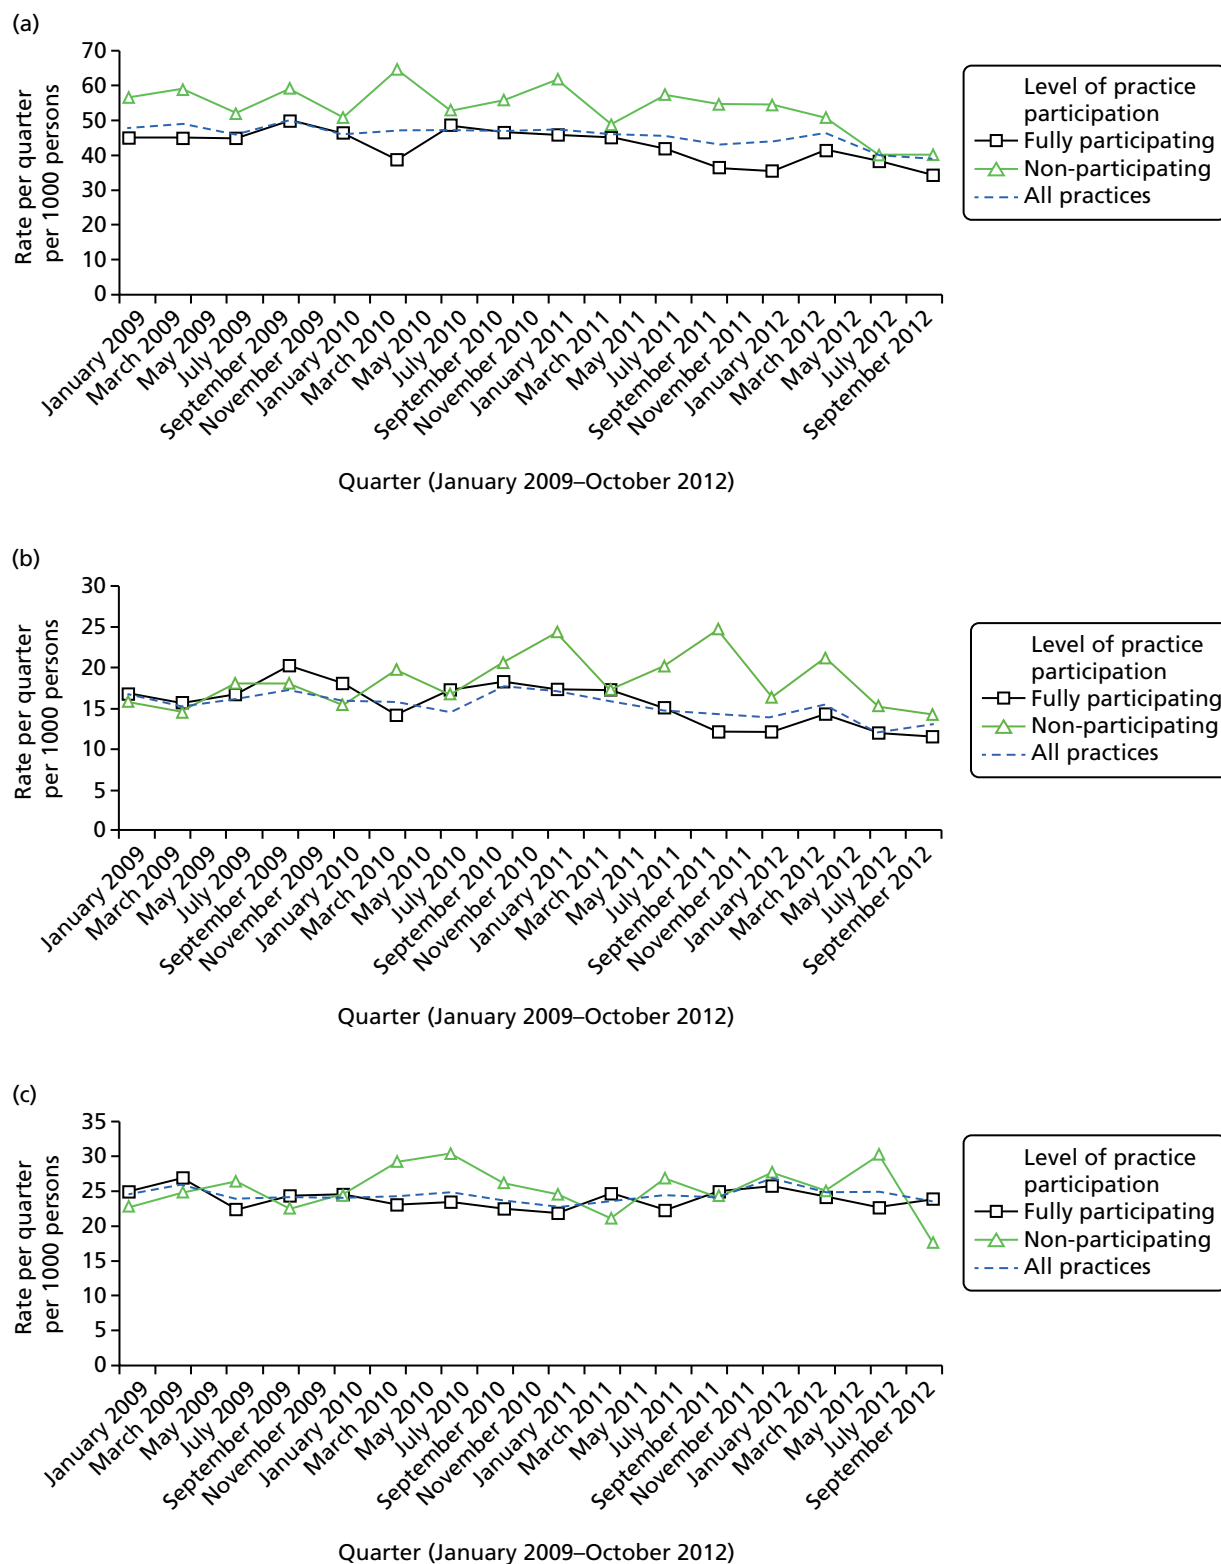 (a)
Rate per quarter
per 1000 persons
70
60
50
40
30
20
10
0
January 2009
March 2009
May 2009
July 2009
September 2009
November 2009
January 2010
March 2010
May 2010
July 2010
September 2010
November 2010
January 2011
March 2011
May 2011
July 2011
September 2011
November 2011
January 2012
March 2012
May 2012
July 2012
September 2012
Quarter (January 2009–October 2012)
Level of practice
participation
Fully participating
Non-participating
All practices
(b)
Rate per quarter
per 1000 persons
30
25
20
15
10
5
0
January 2009
March 2009
May 2009
July 2009
September 2009
November 2009
January 2010
March 2010
May 2010
July 2010
September 2010
November 2010
January 2011
March 2011
May 2011
July 2011
September 2011
November 2011
January 2012
March 2012
May 2012
July 2012
September 2012
Quarter (January 2009–October 2012)
Level of practice
participation
Fully participating
Non-participating
All practices
(c)
Rate per quarter
per 1000 persons
35
30
25
20
15
10
5
0
January 2009
March 2009
May 2009
July 2009
September 2009
November 2009
January 2010
March 2010
May 2010
July 2010
September 2010
November 2010
January 2011
March 2011
May 2011
July 2011
September 2011
November 2011
January 2012
March 2012
May 2012
July 2012
September 2012
Quarter (January 2009–October 2012)
Level of practice
participation
Fully participating
Non-participating
All practices